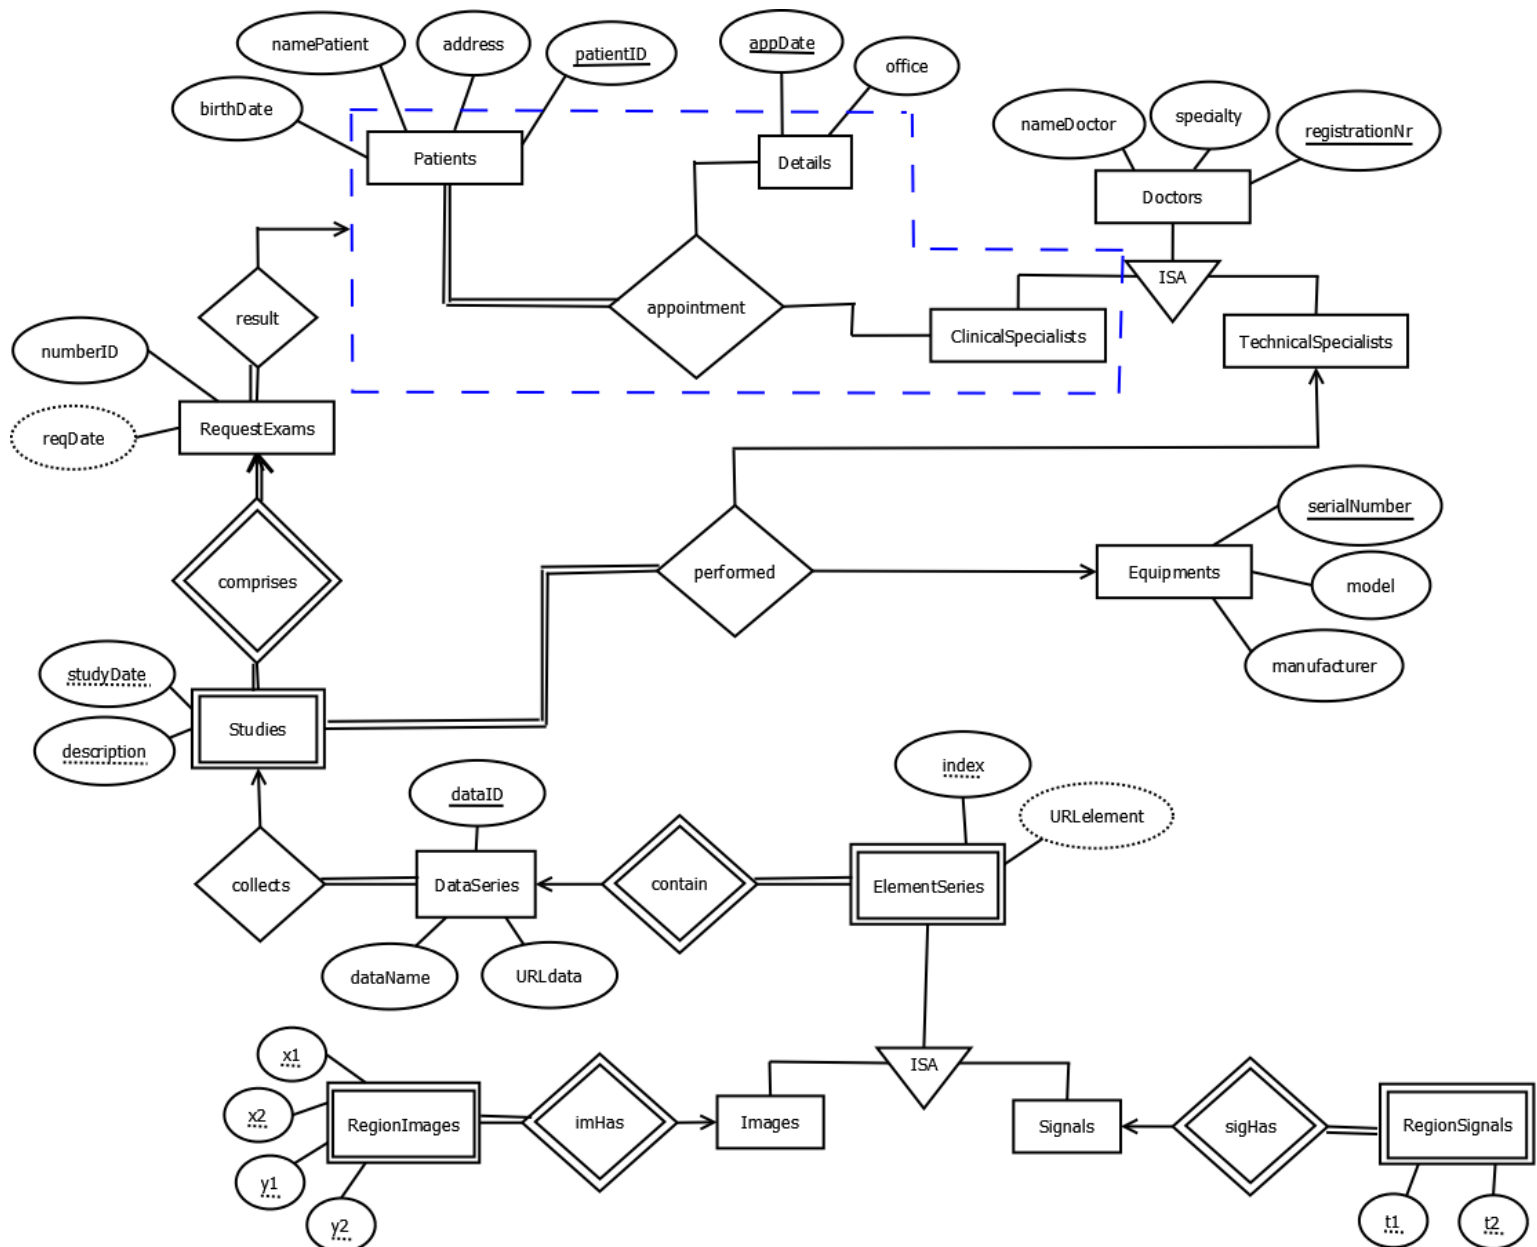 namePatient
address
patientID
appDate
office
birthDate
nameDoctor
specialty
registrationNr
Patients
Details
Doctors
ISA
result
appointment
ClinicalSpecialists
TechnicalSpecialists
numberID
reqDate
RequestExams
serialNumber
comprises
performed
Equipments
model
manufacturer
studyDate
description
Studies
index
dataID
URLelement
collects
DataSeries
contain
ElementSeries
dataName
URLdata
x1
ISA
x2
RegionImages
imHas
Images
Signals
sigHas
RegionSignals
y1
y2
t1
t2